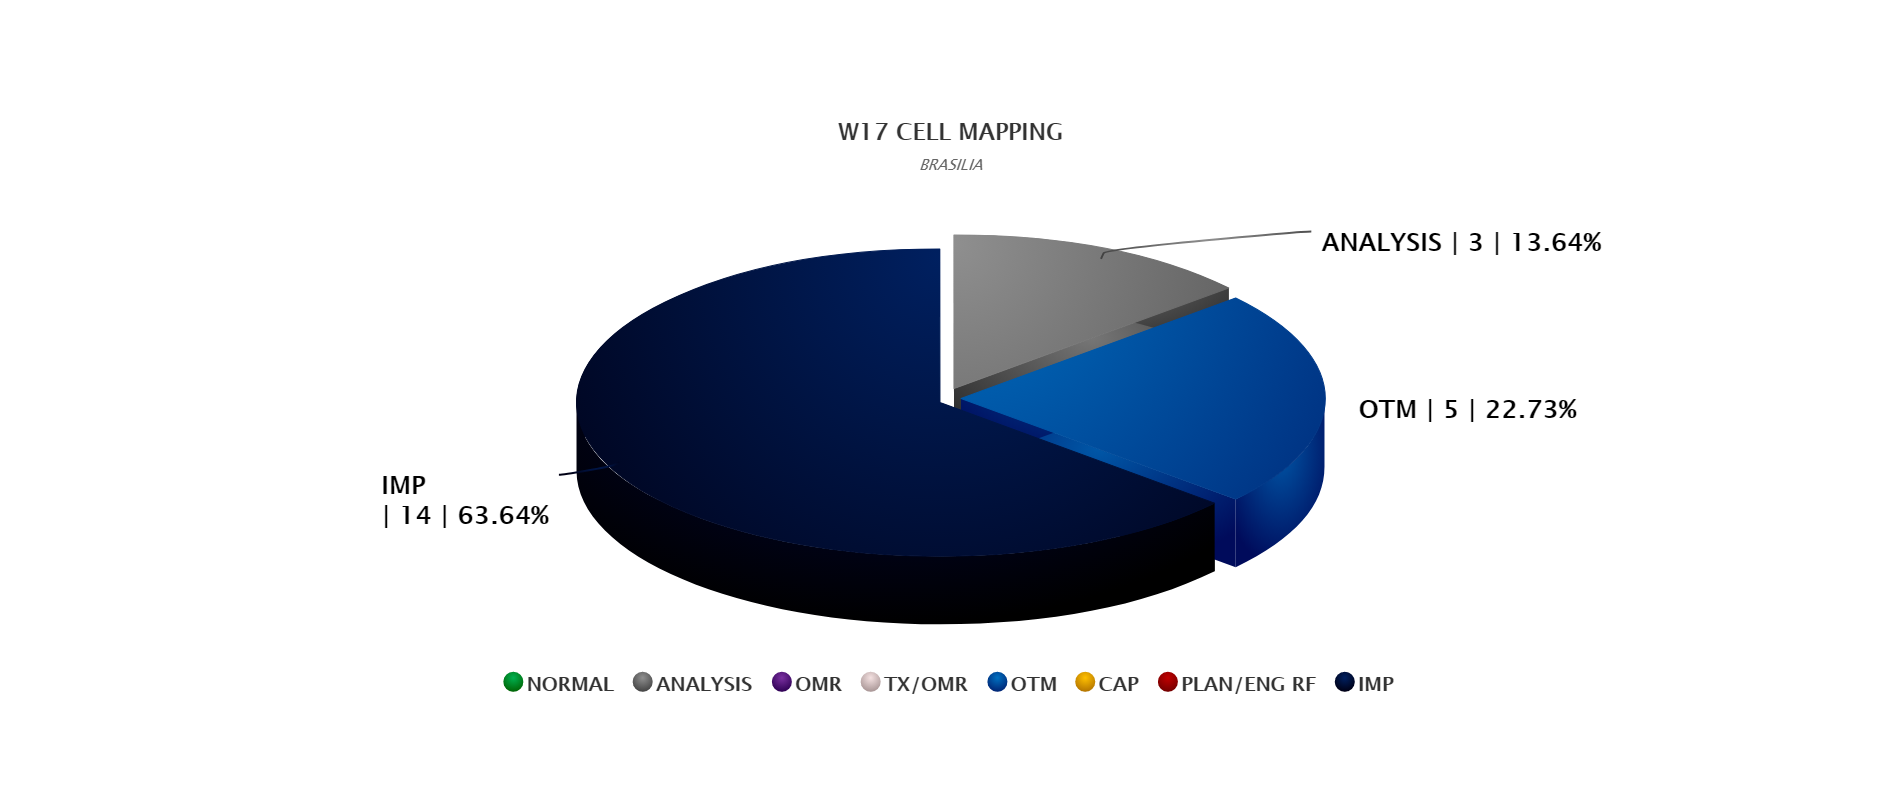 W17 CELL MAPPING
BRASILIA
ANALYSIS | 3 | 13.64%
OTM | 5 | 22.73%
IMP
| 14 | 63.64%
NORMAL ANALYSIS OMR TX/OMR OTM CAP PLAN/ENG RF IMP